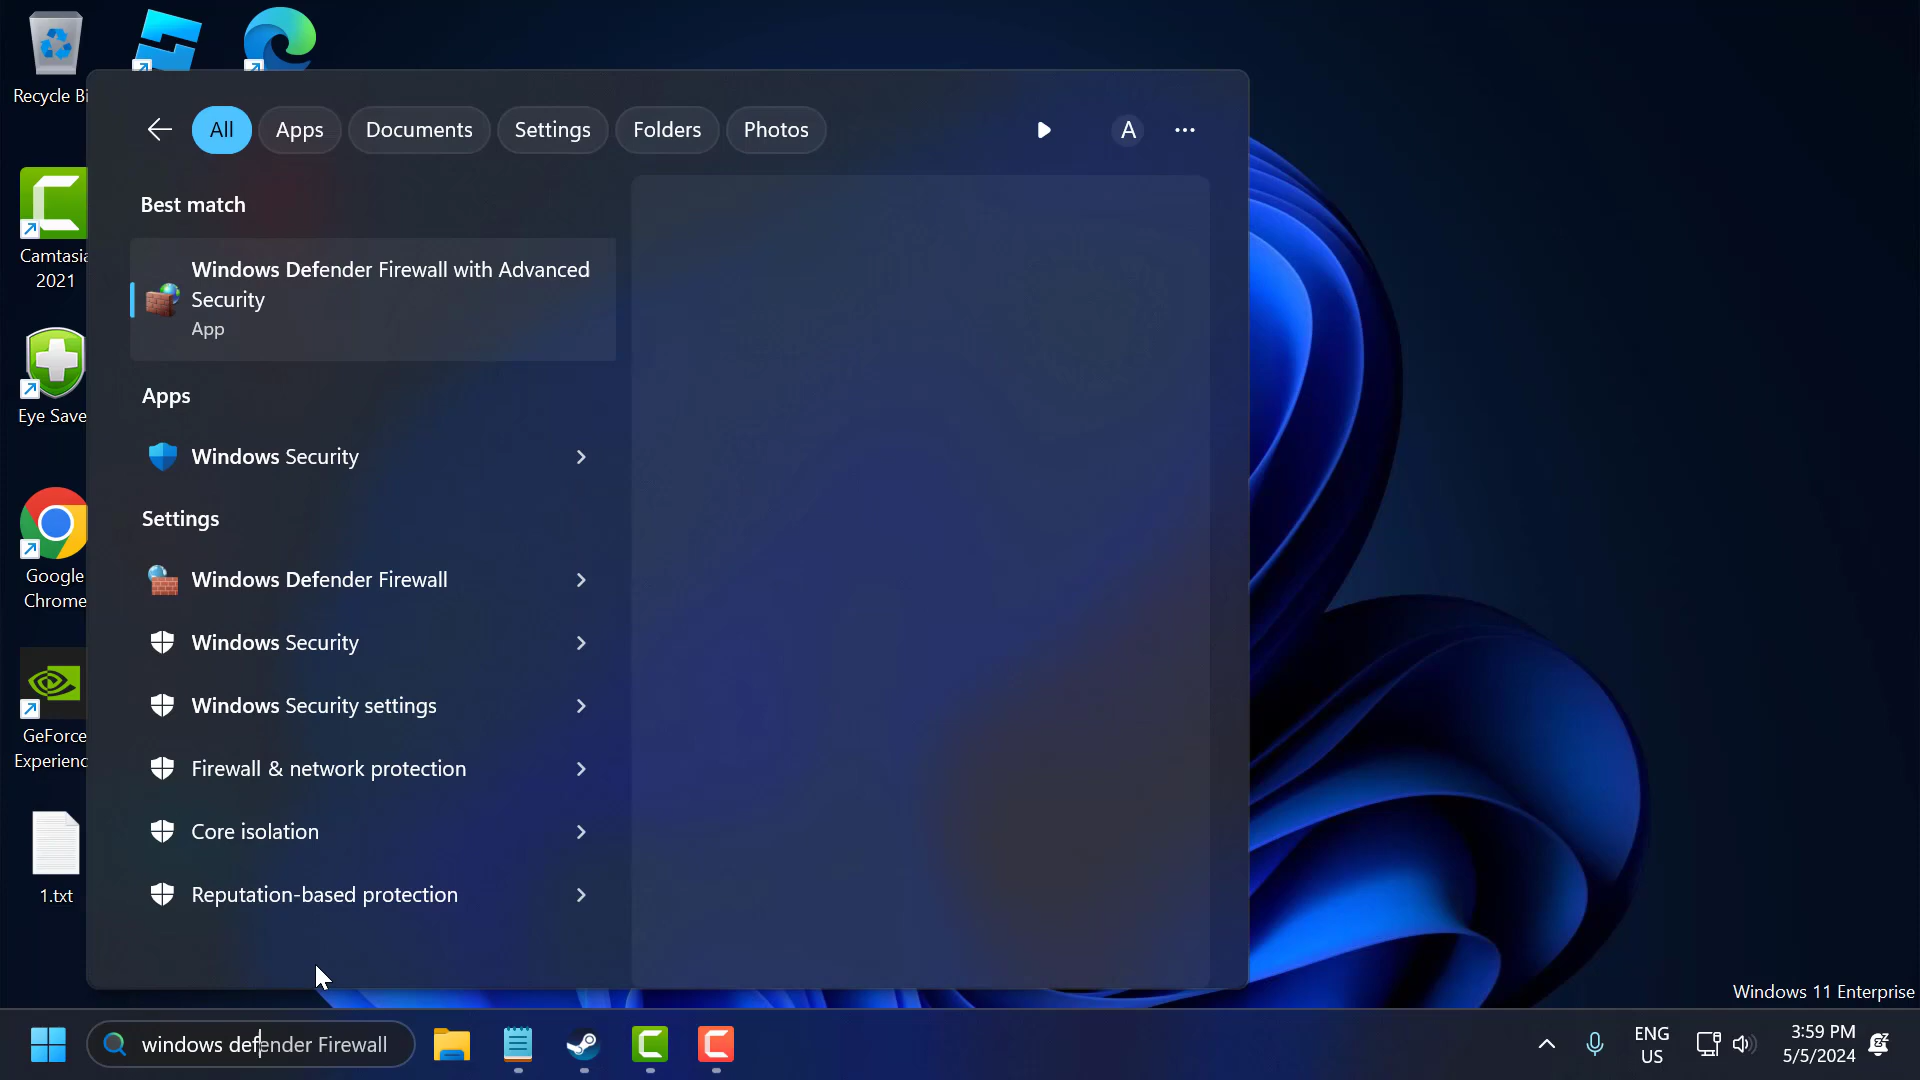 Recycle Bi
All
Apps
Documents
Settings
Folders
Photos
A
Best match
Windows Defender Firewall with Advanced
Security
App
Apps
Windows Security
Settings
Windows Defender Firewall
Windows Security
Windows Security settings
Firewall & network protection
Core isolation
Reputation-based protection
Camtasia
2021
Eye Save
Google
Chrome
GeForce
Experienc
1.txt
Windows 11 Enterprise
windows defender Firewall
ENG
US
3:59 PM
5/5/2024